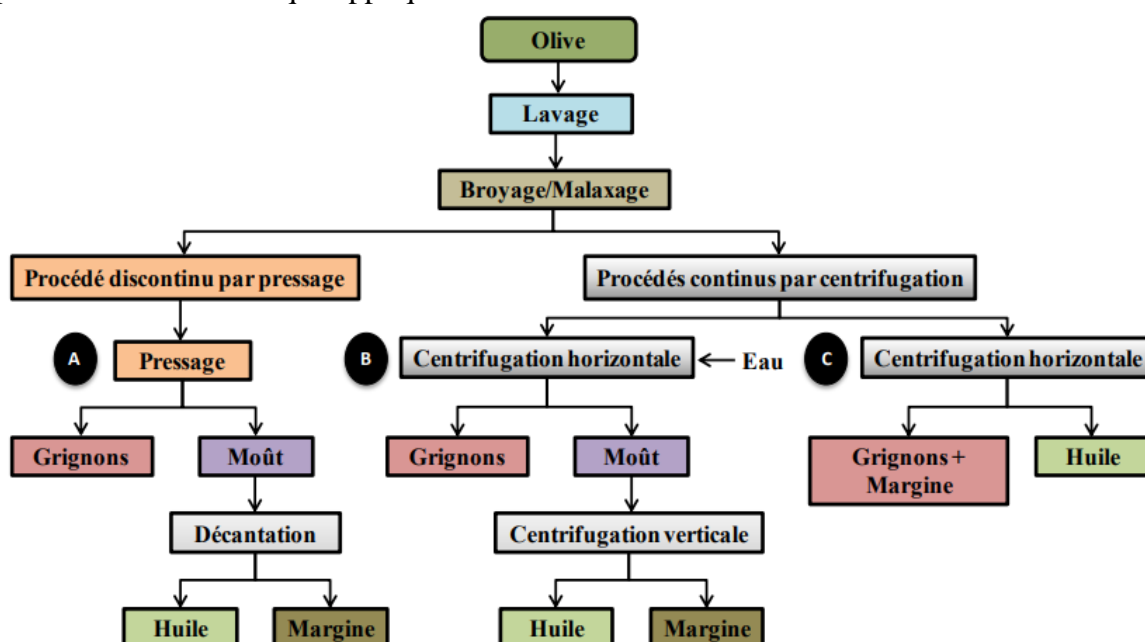 Olive
Lavage
Broyage/Malaxage
Procédé discontinu par pressage
Procédés continus par centrifugation
A
Pressage
B
Centrifugation horizontale
Eau
C
Centrifugation horizontale
Grignons
Moût
Grignons
Moût
Grignons +
Margine
Huile
Décantation
Centrifugation verticale
Huile
Margine
Huile
Margine